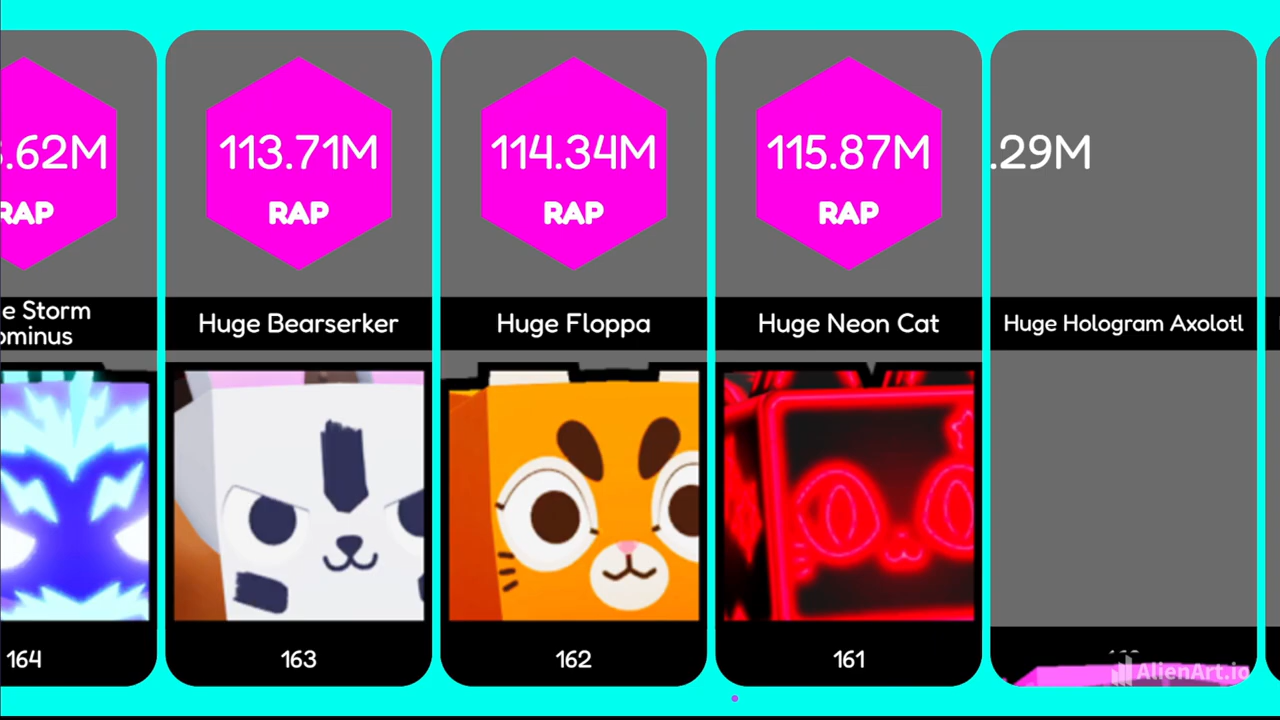 .62M
RAP
e Storm
ominus
164
113.71M
RAP
Huge Bearserker
163
114.34M
RAP
Huge Floppa
162
115.87M
RAP
Huge Neon Cat
161
.29M
Huge Hologram Axolotl
AlienArt.io